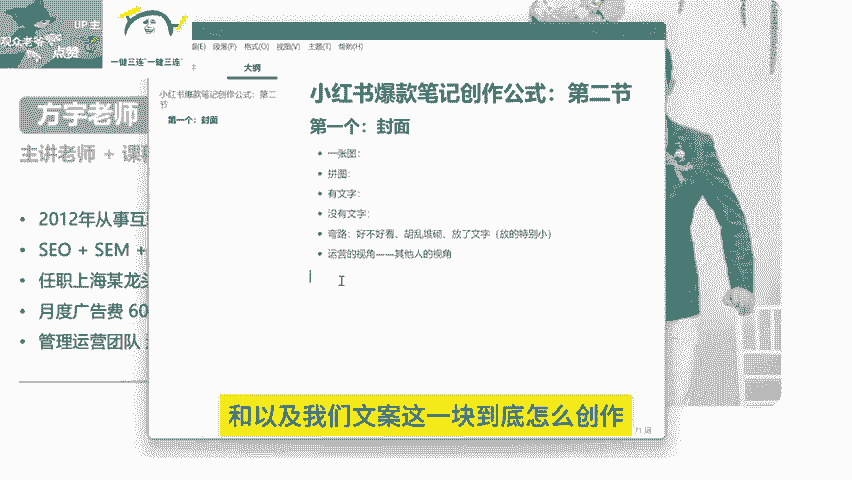 UP主
观众老爷
点赞
一键三连 一键三连
段落(P) 格式(O) 视图(V) 主题(T) 帮助(H)
大纲
小红书爆款笔记创作公式：第二节
第一个：封面
小红书爆款笔记创作公式：第二节
第一个：封面
• 一张图：
• 拼图：
• 有文字：
• 没有文字：
• 弯路：好不好看、胡乱堆砌、放了文字（放的特别小）
• 运营的视角——其他人的视角
方宇老师
主讲老师 + 课
• 2012年从事互
• SEO + SEM +
• 任职上海某龙头
• 月度广告费 60
• 管理运营团队
和以及我们文案这一块到底怎么创作